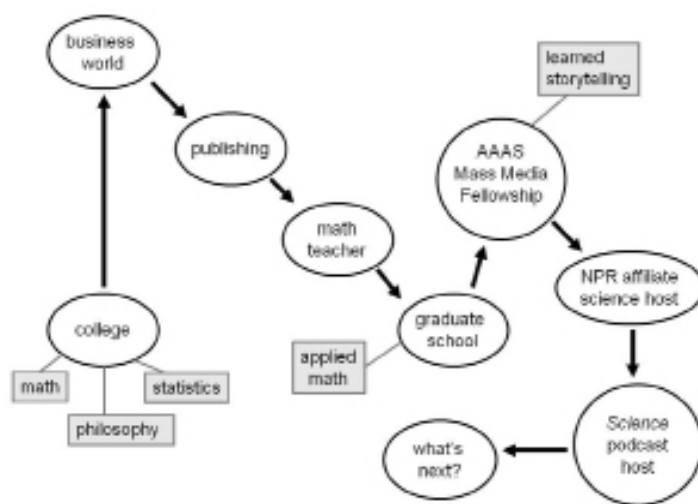 business
world
publishing
math
teacher
college
math
philosophy
statistics
graduate
school
applied
math
AAAS
Mass Media
Fellowship
learned
storytelling
NPR affiliate
science host
Science
podcast
host
what's
next?